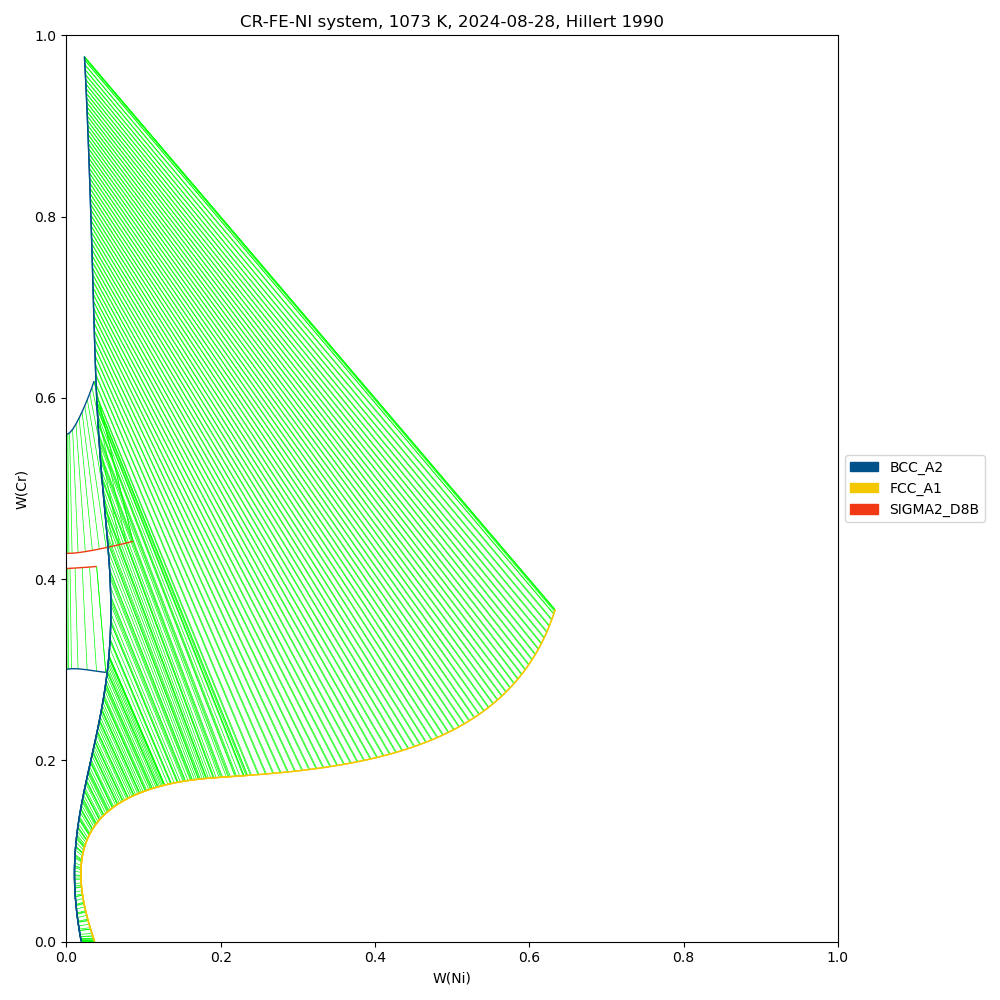 CR-FE-NI system, 1073 K, 2024-08-28, Hillert 1990
1.0
0.8
0.6
0.4
0.2
0.0
W(Cr)
0.0 0.2 0.4 0.6 0.8 1.0
W(Ni)
BCC_A2
FCC_A1
SIGMA2_D8B